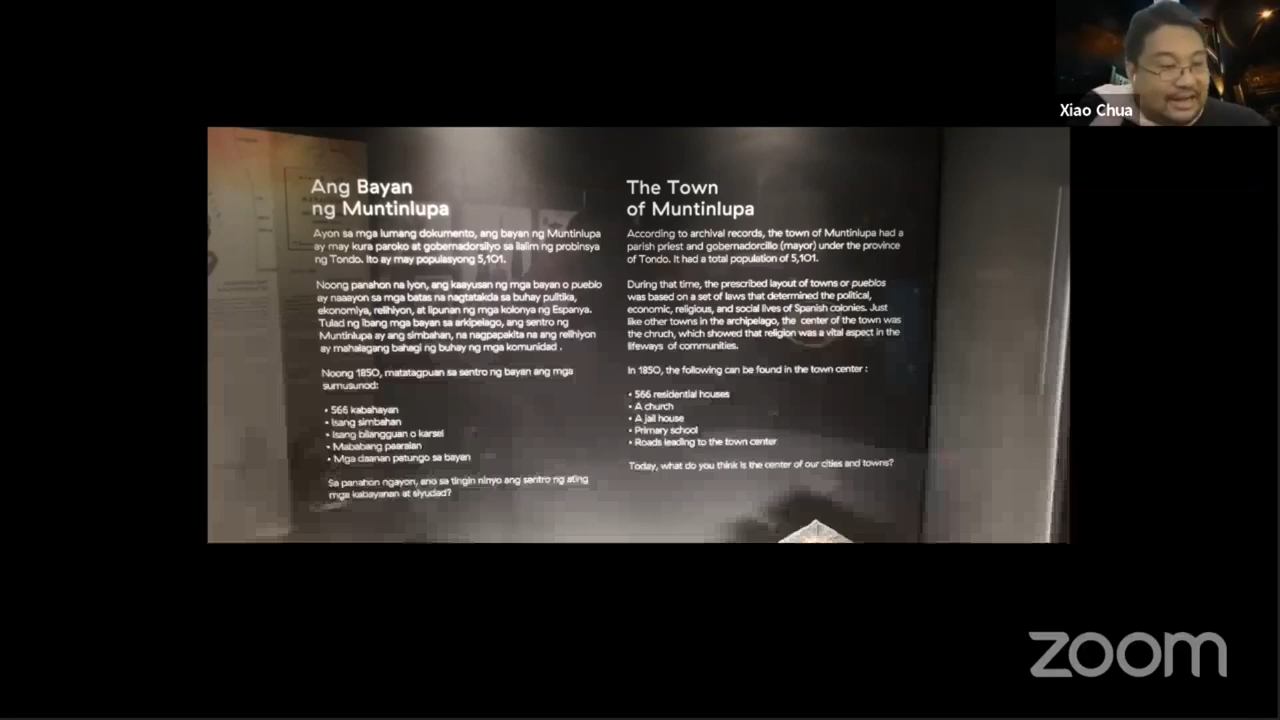 Xiao Chua
Ang Bayan
ng Muntinlupa
Ayon sa mga lumang dokumento, ang bayan ng Muntinlupa
ay may kura paroko at gobernadorsilyo sa ilalim ng probinsya
ng Tondo. Ito ay may populasyong 5,101.
Noong panahon na iyon, ang kaayusan ng mga bayan o pueblo
ay naaayon sa mga batas na nagtatakda sa buhay pulitika,
ekonomiya, relihiyon, at lipunan ng mga kolonya ng Espanya.
Tulad ng ibang mga bayan sa arkipelago, ang sentro ng
Muntinlupa ay ang simbahan, na nagpapakita na ang relihiyon
ay mahalagang bahagi ng buhay ng mga komunidad .
Noong 1850, matatagpuan sa sentro ng bayan ang mga
sumusunod:
• 566 kabahayan
• Isang simbahan
• Isang bilangguan o karsel
• Mababang paaralan
• Mga daanan patungo sa bayan
Sa panahon ngayon, ano sa tingin ninyo ang sentro ng ating
mga kabayanan at siyudad?
The Town
of Muntinlupa
According to archival records, the town of Muntinlupa had a
parish priest and gobernadorcillo (mayor) under the province
of Tondo. It had a total population of 5,101.
During that time, the prescribed layout of towns or pueblos
was based on a set of laws that determined the political,
economic, religious, and social lives of Spanish colonies. Just
like other towns in the archipelago, the center of the town was
the chruch, which showed that religion was a vital aspect in the
lifeways of communities.
In 1850, the following can be found in the town center :
• 566 residential houses
• A church
• A jail house
• Primary school
• Roads leading to the town center
Today, what do you think is the center of our cities and towns?
zoom